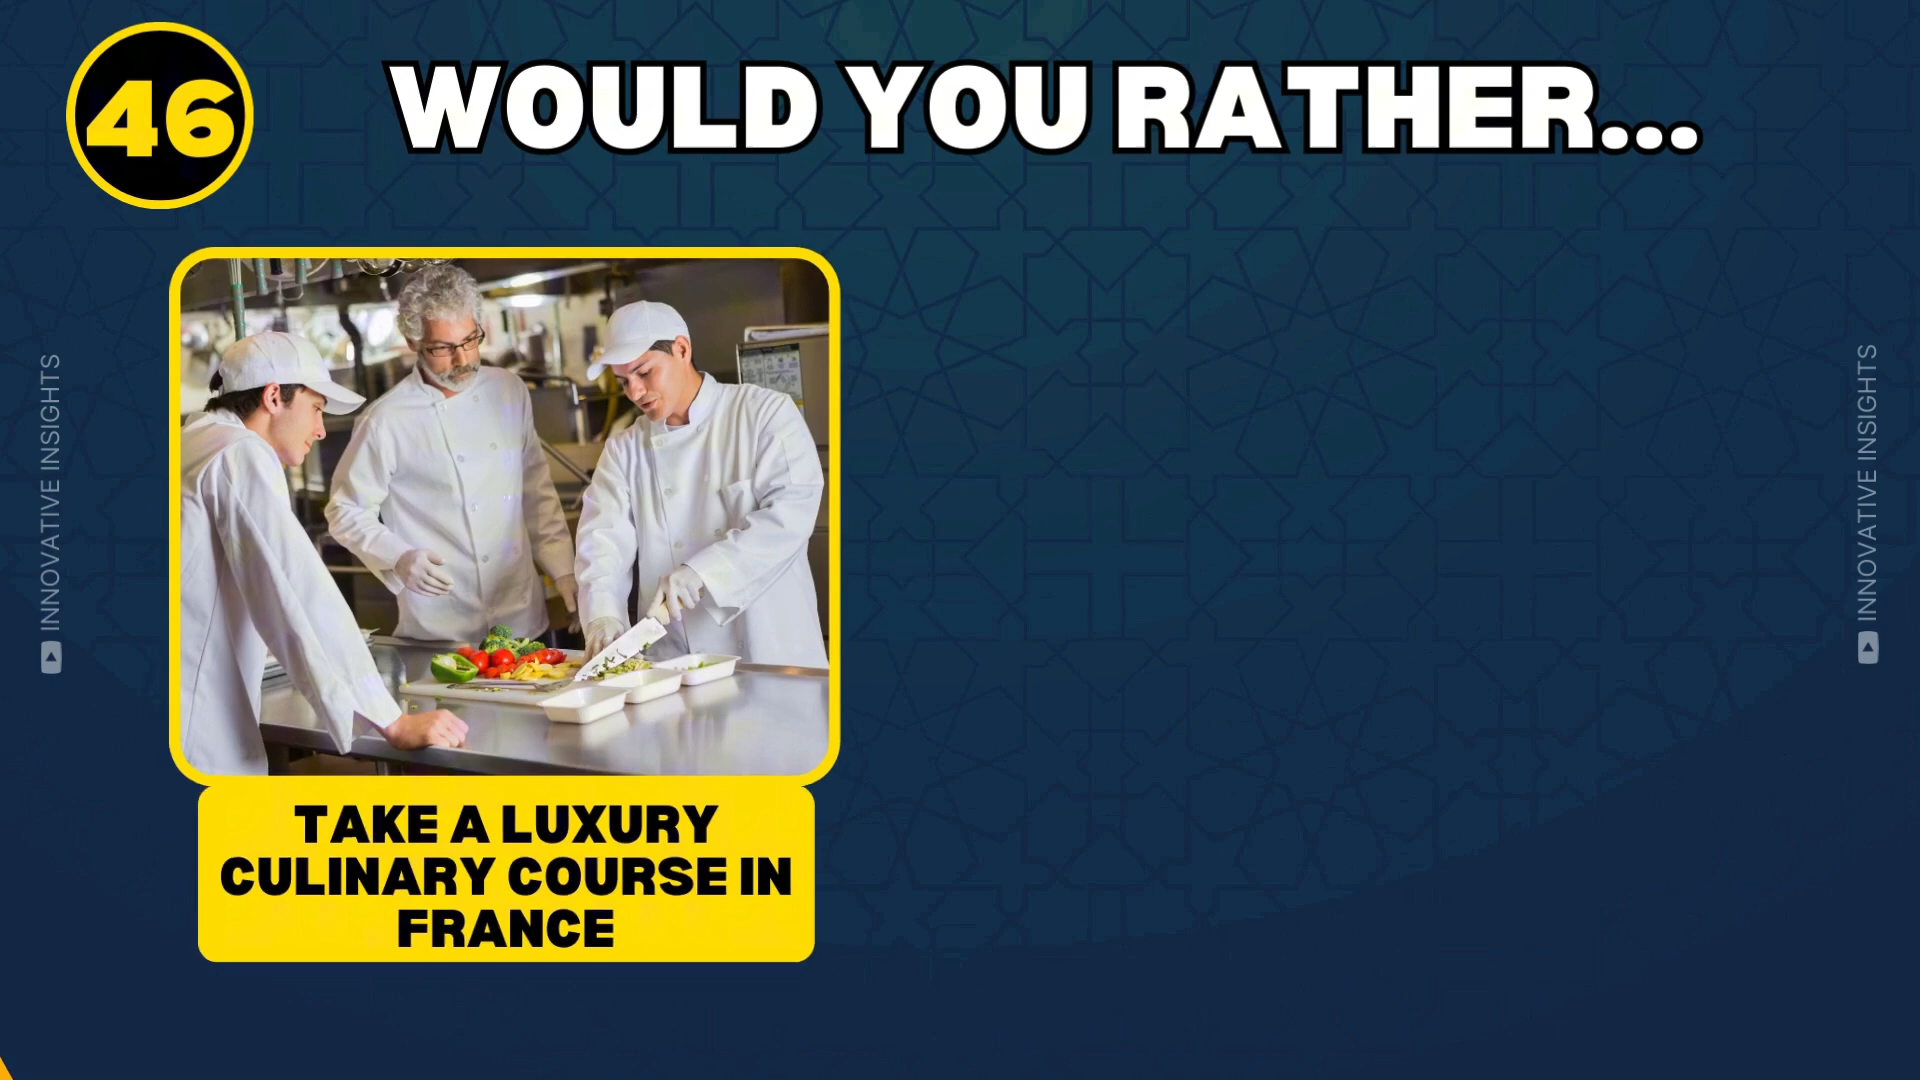 46
WOULD YOU RATHER...
TAKE A LUXURY
CULINARY COURSE IN
FRANCE
INNOVATIVE INSIGHTS
INNOVATIVE INSIGHTS